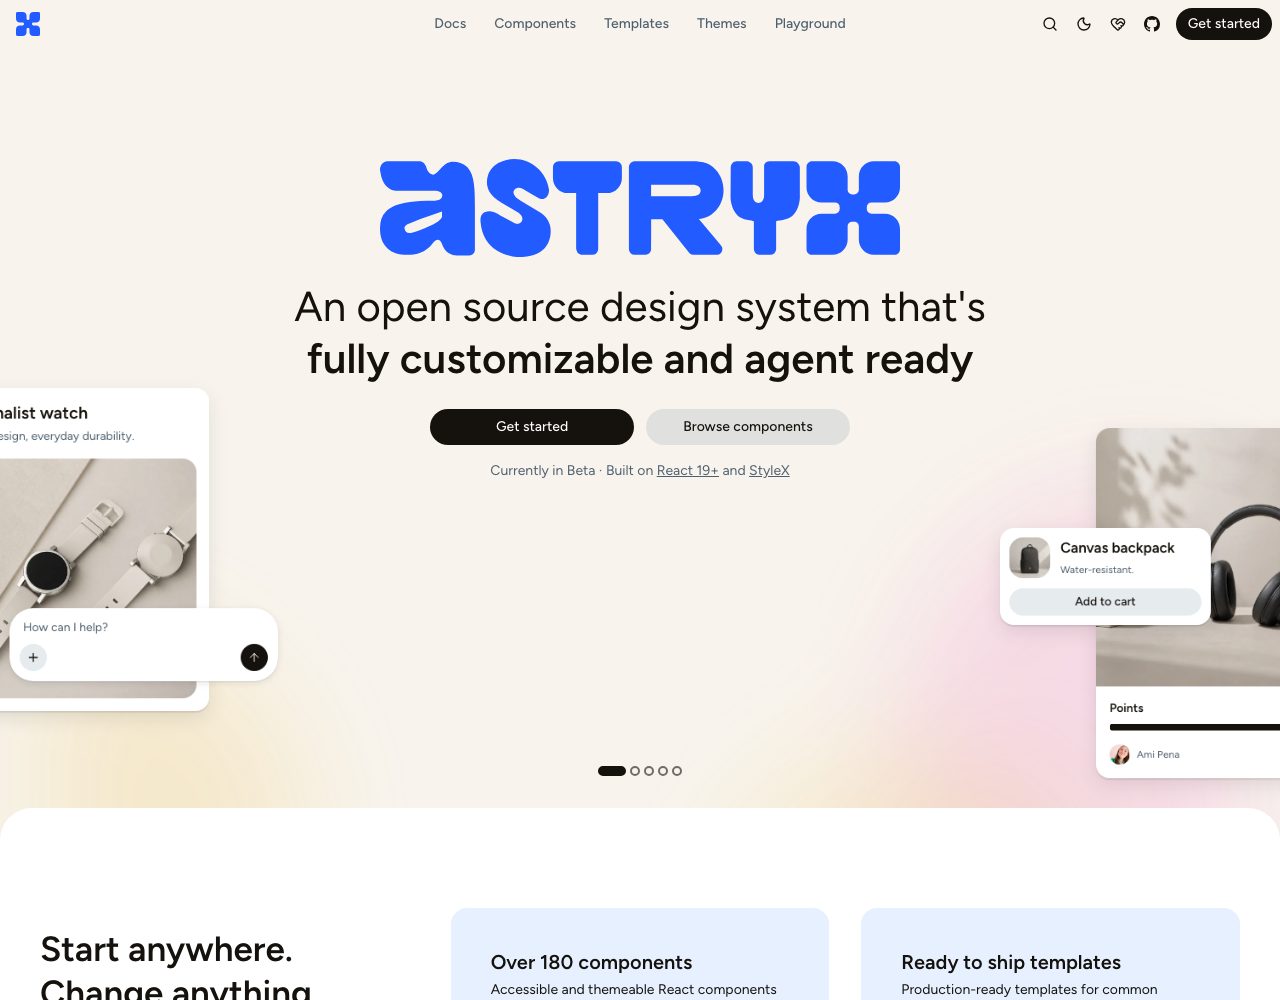 Docs
Components
Templates
Themes
Playground
Get started
ASTRYX
An open source design system that's
fully customizable and agent ready
Get started
Browse components
Currently in Beta · Built on React 19+ and StyleX
watch
everyday durability.
How can I help?
Canvas backpack
Water-resistant.
Add to cart
Points
Ami Pena
Start anywhere.
Change anything
Over 180 components
Accessible and themeable React components
Ready to ship templates
Production-ready templates for common